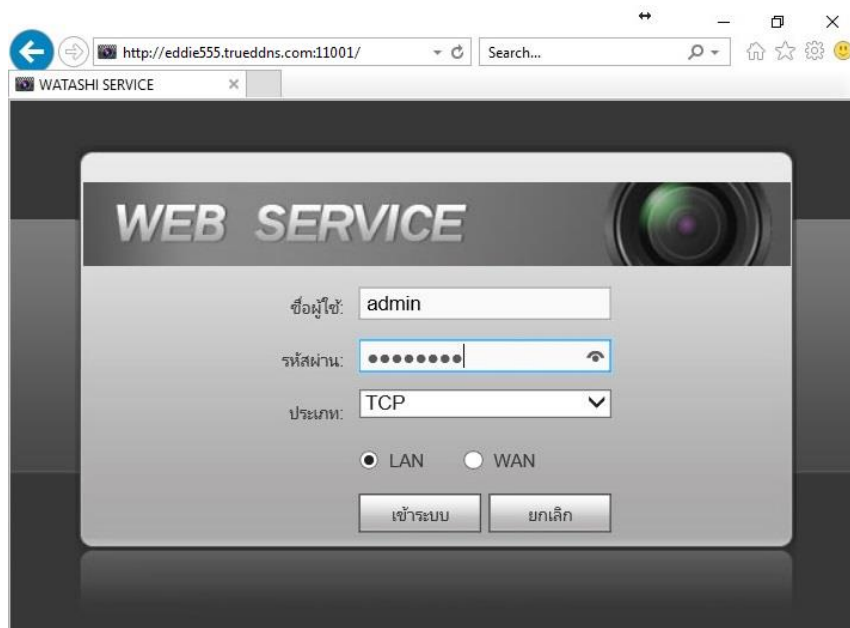 http://eddie555.trueddns.com:11001/
Search...
WATASHI SERVICE
WEB SERVICE
ชื่อผู้ใช้: admin
รหัสผ่าน: ●●●●●●●●
ประเภท: TCP
LAN WAN
เข้าระบบ ยกเลิก